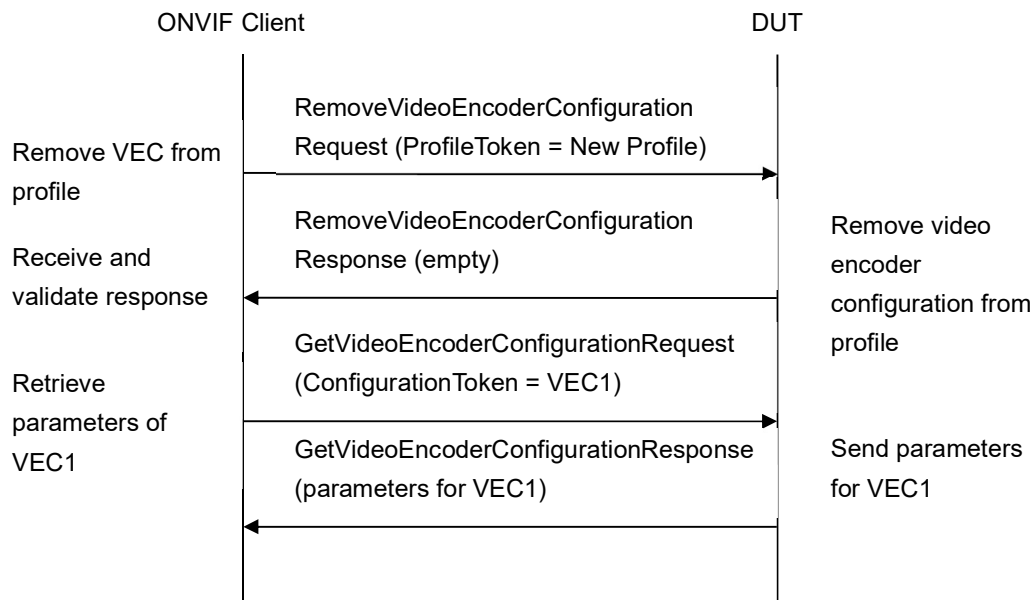 ONVIF Client
DUT
RemoveVideoEncoderConfiguration
Request (ProfileToken = New Profile)
Remove VEC from
profile
RemoveVideoEncoderConfiguration
Response (empty)
Remove video
encoder
configuration from
profile
Receive and
validate response
GetVideoEncoderConfigurationRequest
(ConfigurationToken = VEC1)
Retrieve
parameters of
VEC1
GetVideoEncoderConfigurationResponse
(parameters for VEC1)
Send parameters
for VEC1